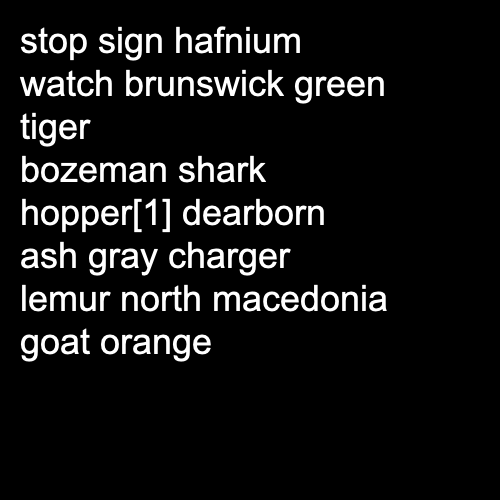 stop sign hafnium
watch brunswick green
tiger
bozeman shark
hopper[1] dearborn
ash gray charger
lemur north macedonia
goat orange